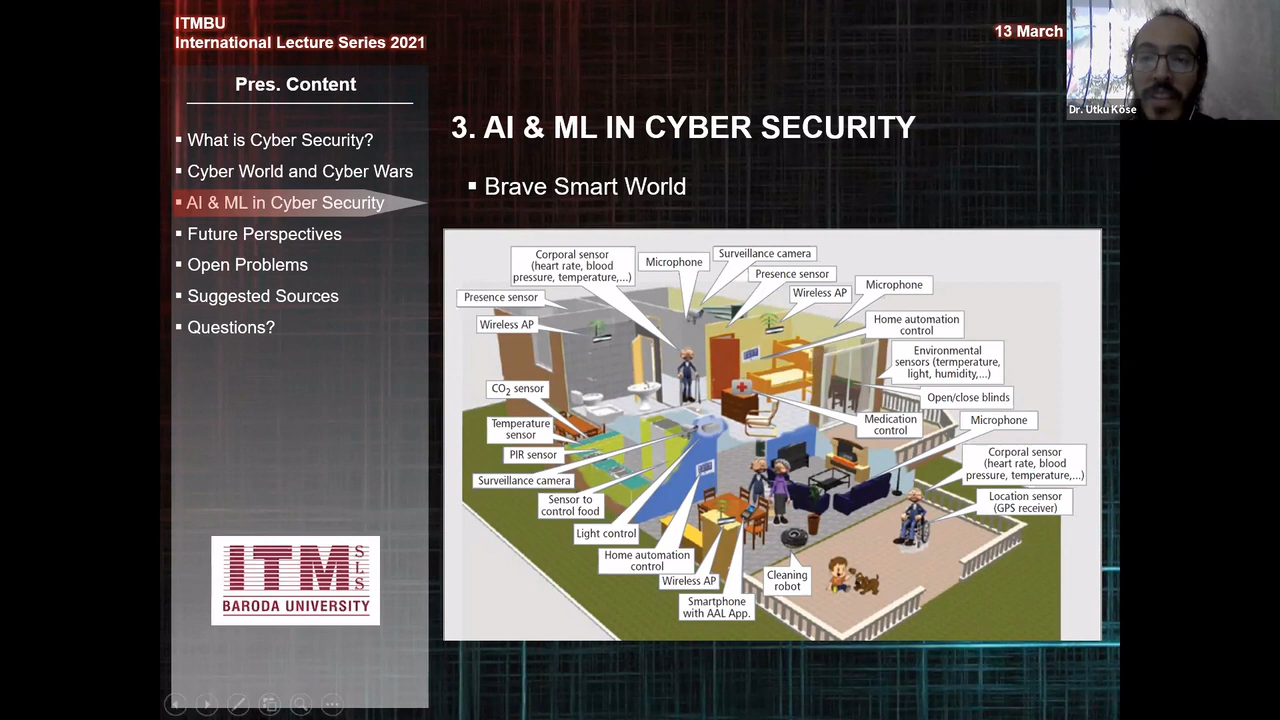 ITMBU
International Lecture Series 2021
13 March
Dr. Utku Köse
Pres. Content
▪ What is Cyber Security?
▪ Cyber World and Cyber Wars
▪ AI & ML in Cyber Security
▪ Future Perspectives
▪ Open Problems
▪ Suggested Sources
▪ Questions?
3. AI & ML IN CYBER SECURITY
▪ Brave Smart World
Corporal sensor
(heart rate, blood
pressure, temperature,...)
Microphone
Surveillance camera
Presence sensor
Wireless AP
Microphone
Presence sensor
Wireless AP
Home automation
control
Environmental
sensors (termperature,
light, humidity,...)
Open/close blinds
CO2 sensor
Medication
control
Microphone
Temperature
sensor
PIR sensor
Corporal sensor
(heart rate, blood
pressure, temperature,...)
Surveillance camera
Location sensor
(GPS receiver)
Sensor to
control food
Light control
Home automation
control
Wireless AP
Cleaning
robot
Smartphone
with AAL App.
ITM
SLS
BARODA UNIVERSITY